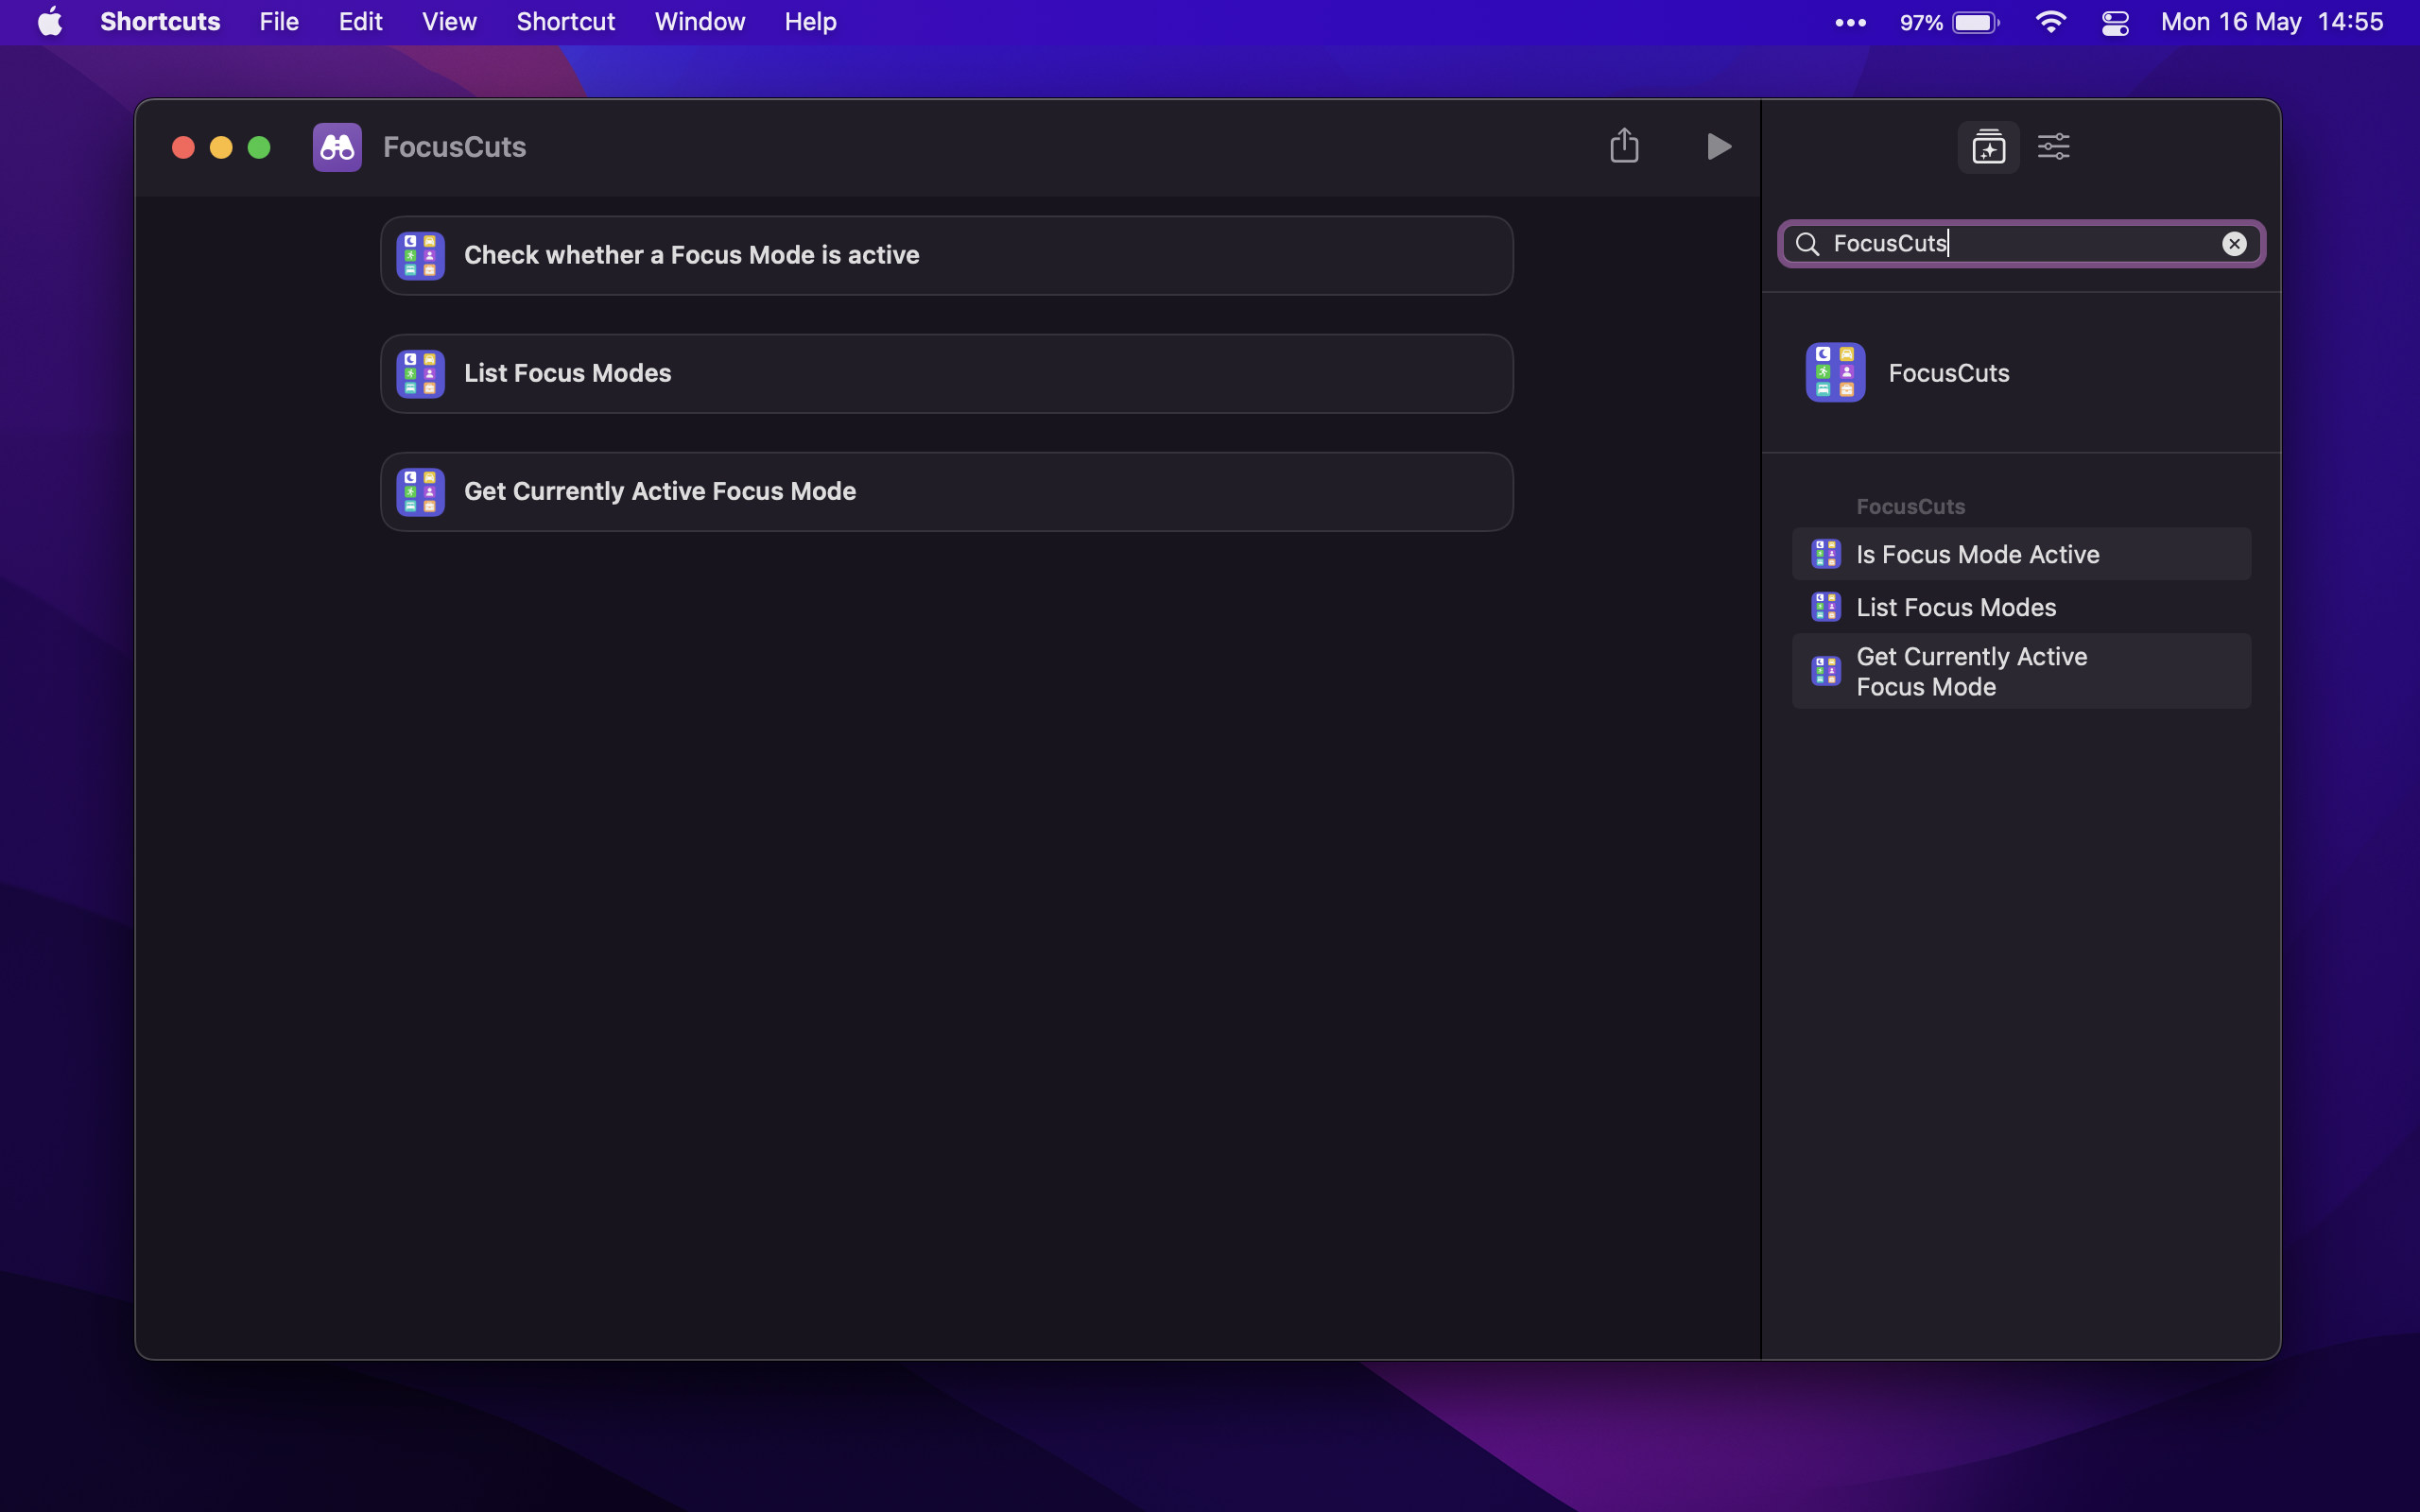 Shortcuts File Edit View Shortcut Window Help 97% Mon 16 May 14:55
FocusCuts
Check whether a Focus Mode is active
List Focus Modes
Get Currently Active Focus Mode
FocusCuts
FocusCuts
FocusCuts
Is Focus Mode Active
List Focus Modes
Get Currently Active
Focus Mode